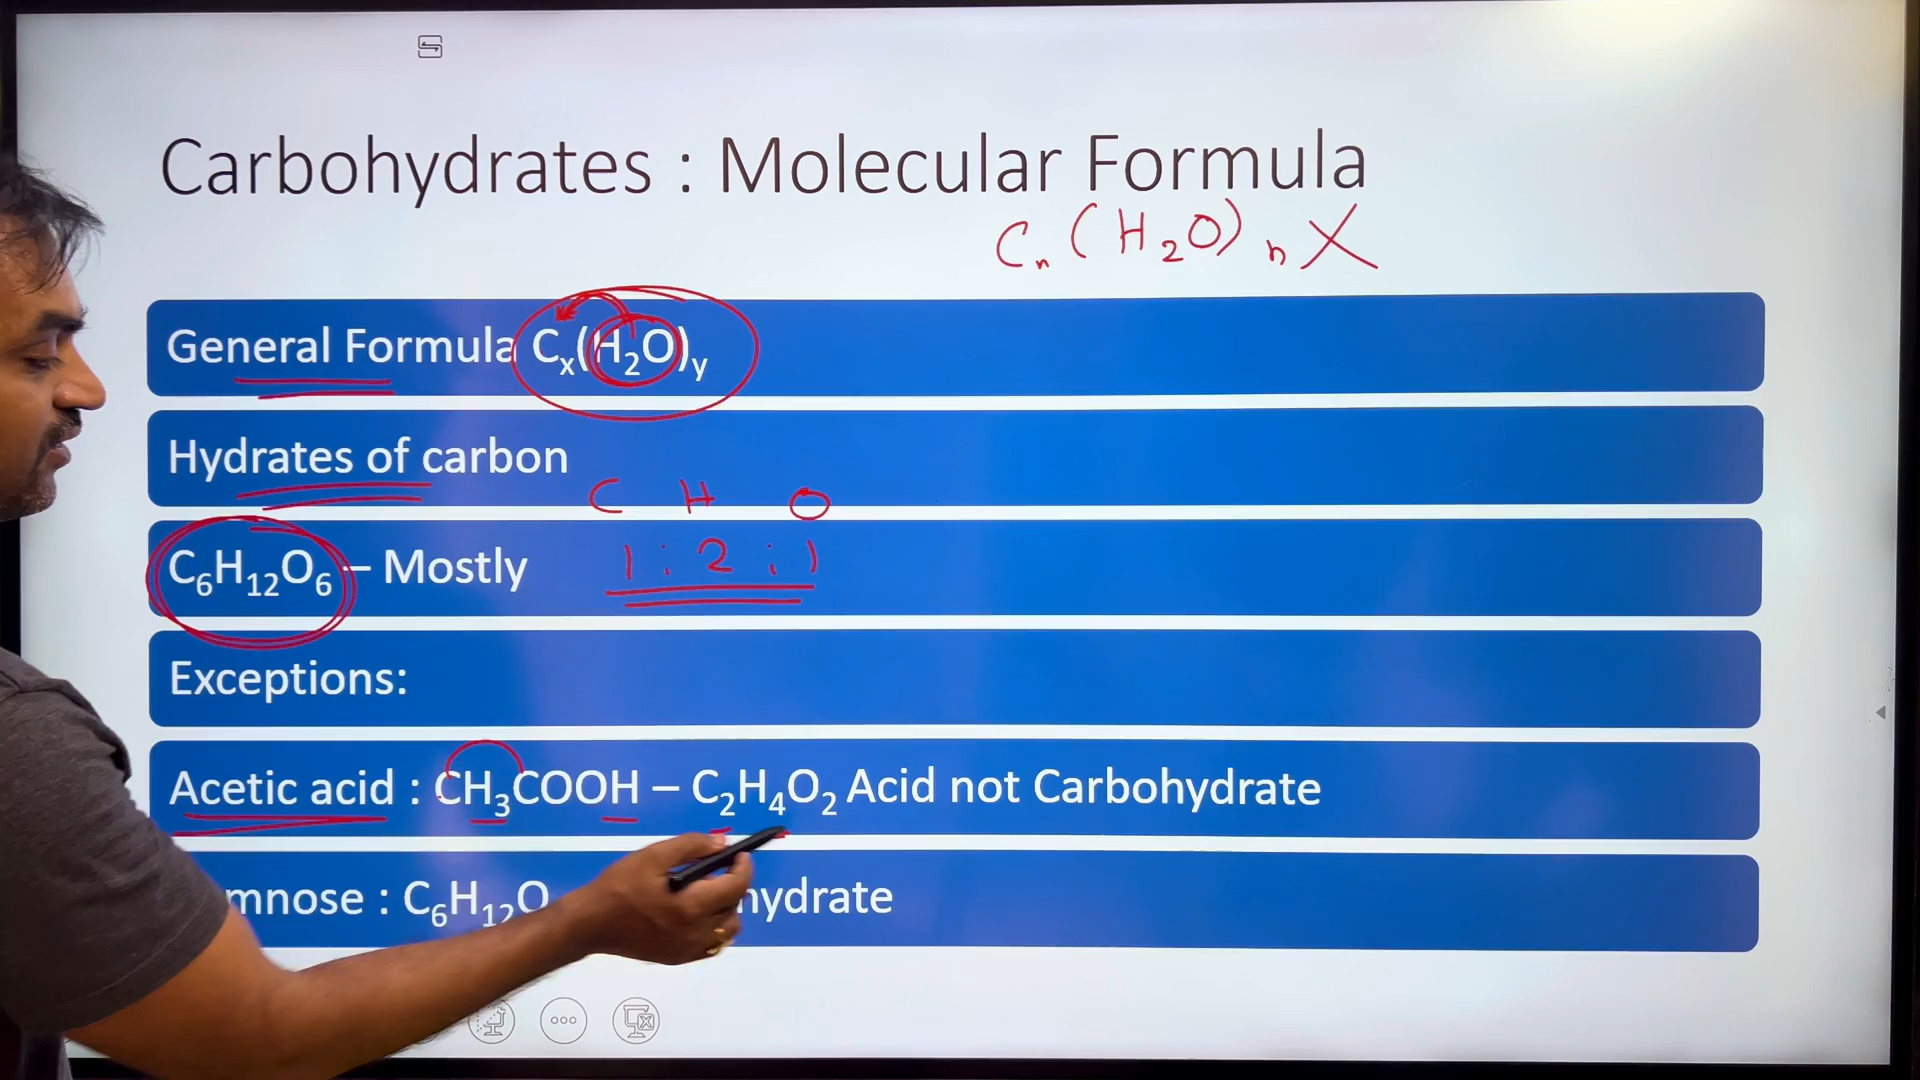 Carbohydrates : Molecular Formula
Cₙ(H₂O)ₙ X
General Formula Cₓ(H₂O)y
Hydrates of carbon
C H O
C₆H₁₂O₆ – Mostly 1 : 2 : 1
Exceptions:
Acetic acid : CH₃COOH – C₂H₄O₂ Acid not Carbohydrate
mnose : C₆H₁₂O hydrate